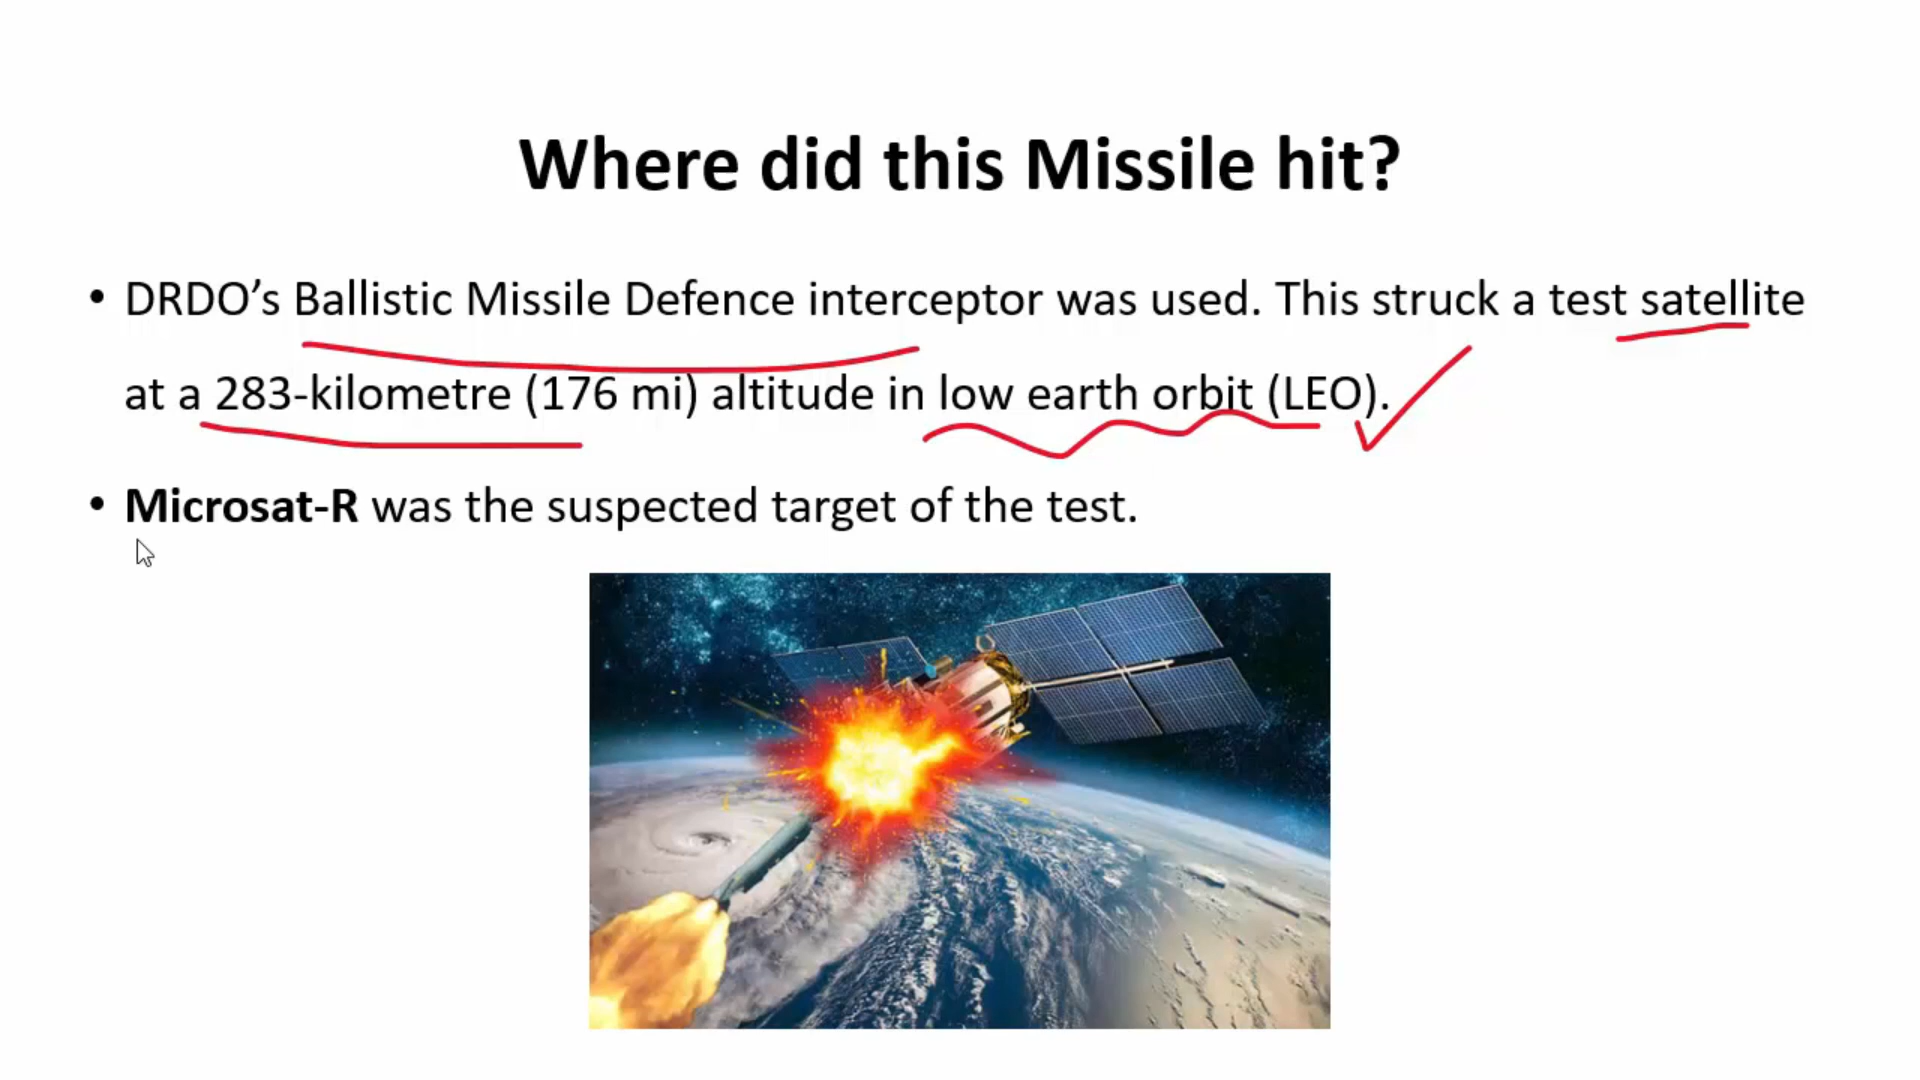 Where did this Missile hit?
• DRDO’s Ballistic Missile Defence interceptor was used. This struck a test satellite
at a 283-kilometre (176 mi) altitude in low earth orbit (LEO).
• Microsat-R was the suspected target of the test.